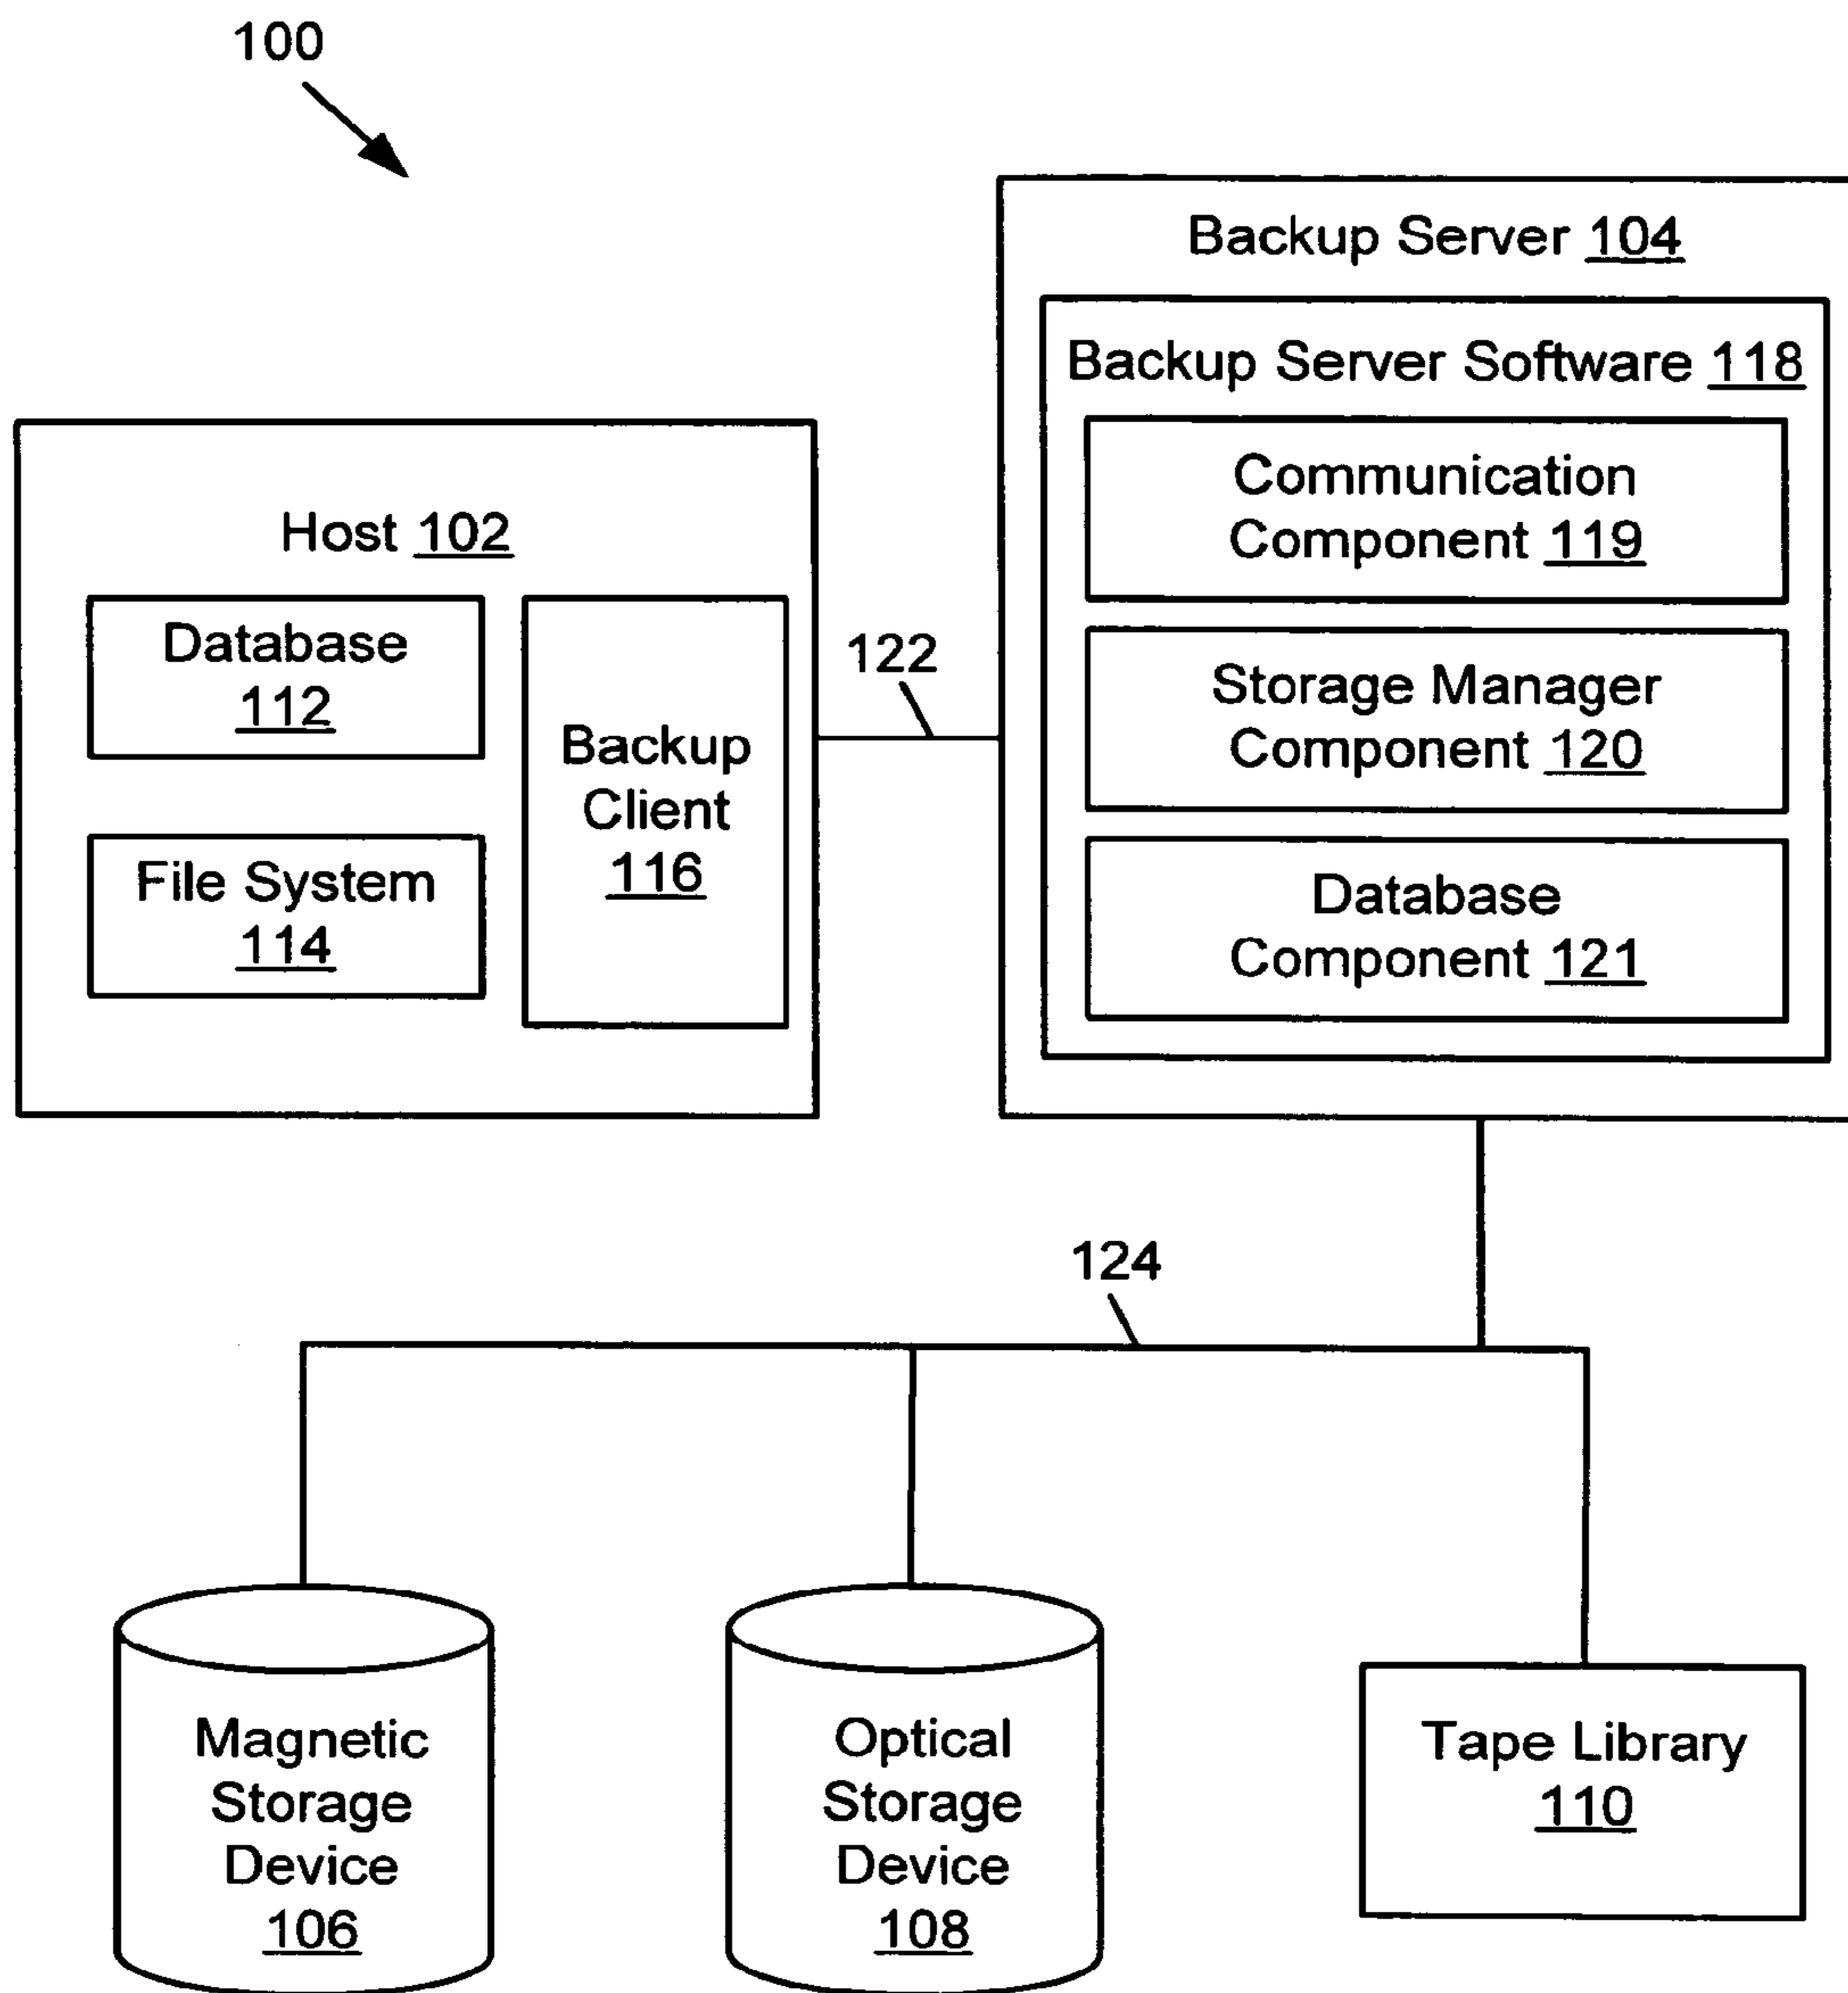 100
Backup Server 104
Backup Server Software 118
Communication
Component 119
Storage Manager
Component 120
Database
Component 121
Host 102
Database
112
File System
114
Backup
Client
116
122
124
Magnetic
Storage
Device
106
Optical
Storage
Device
108
Tape Library
110